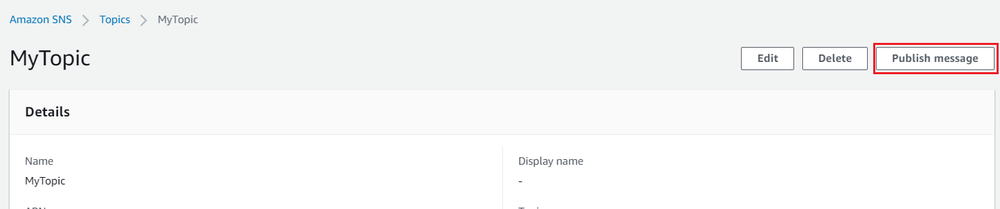 Amazon SNS > Topics > MyTopic
MyTopic
Edit Delete Publish message
Details
Name Display name
MyTopic -